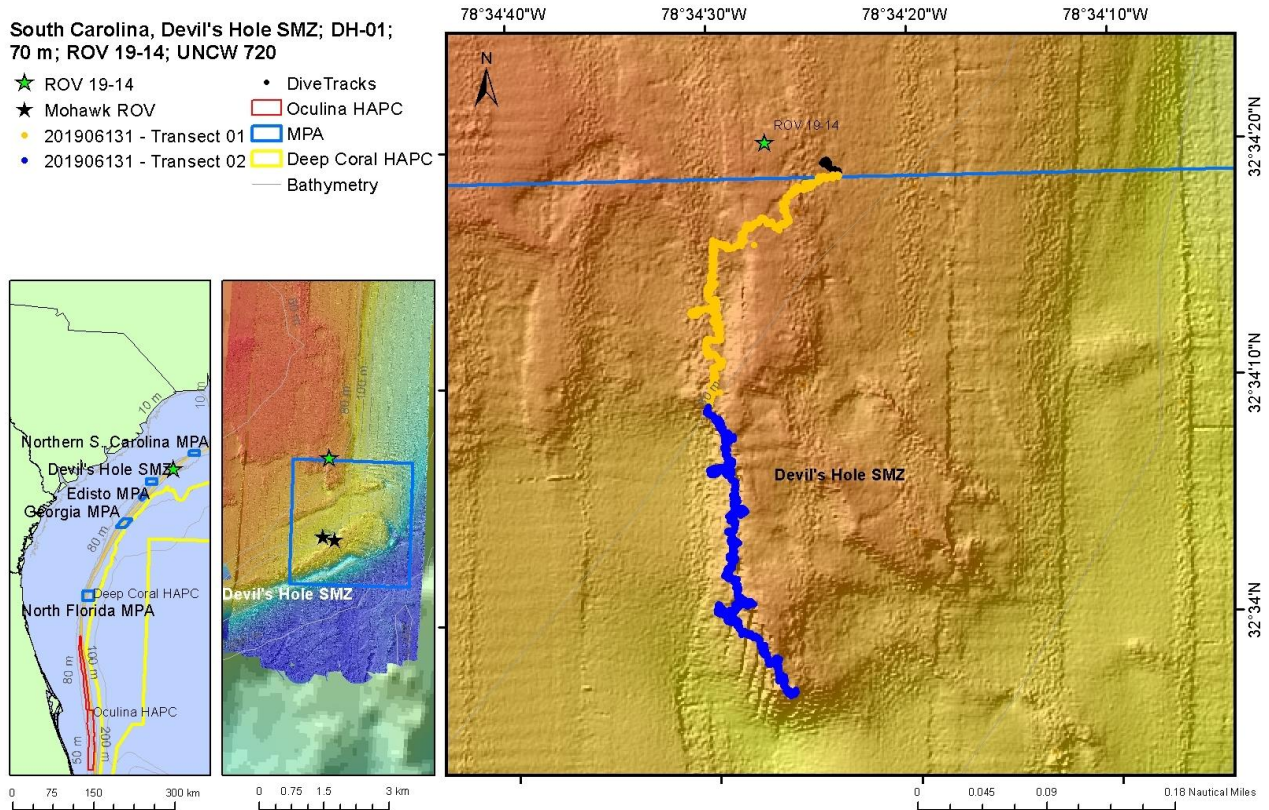 South Carolina, Devil's Hole SMZ; DH-01;
70 m; ROV 19-14; UNCW 720
ROV 19-14
Mohawk ROV
201906131 - Transect 01
201906131 - Transect 02
DiveTracks
Oculina HAPC
MPA
Deep Coral HAPC
Bathymetry
10 m
10 m
Northern S. Carolina MPA
Devil's Hole SMZ
Edisto MPA
Georgia MPA
80 m
Deep Coral HAPC
North Florida MPA
100 m
80 m
Oculina HAPC
50 m
200 m
0 75 150 300 km
80 m
100 m
Devil's Hole SMZ
0 0.75 1.5 3 km
78°34'40"W 78°34'30"W 78°34'20"W 78°34'10"W
N
ROV 19-14
32°34'20"N
32°34'10"N
Devil's Hole SMZ
32°34'N
0 0.045 0.09 0.18 Nautical Miles